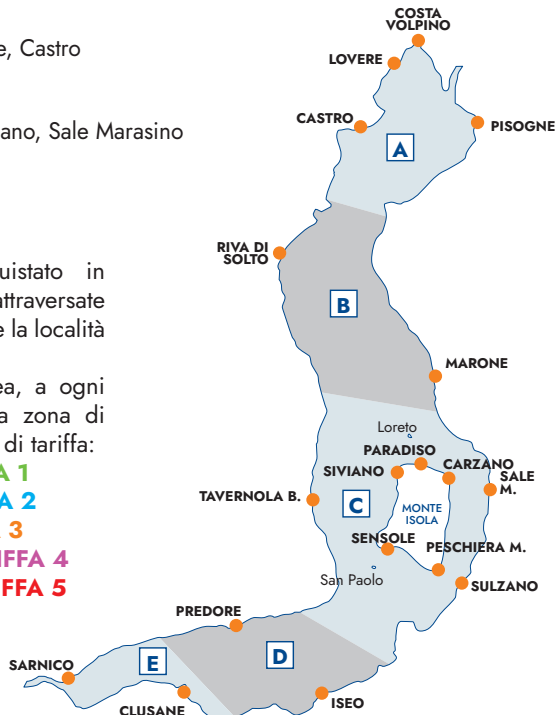 e, Castro
ano, Sale Marasino
uistato in
attraversate
e la località
ea, a ogni
a zona di
di tariffa:
A 1
A 2
3
IFFA 4
FFA 5
COSTA
VOLPINO
LOVERE
CASTRO
PISOGNE
A
RIVA DI
SOLTO
B
MARONE
Loreto
PARADISO
SIVIANO
CARZANO
SALE
M.
TAVERNOLA B.
C
MONTE
ISOLA
SENSOLE
PESCHIERA M.
San Paolo
SULZANO
PREDORE
D
E
SARNICO
ISEO
CLUSANE